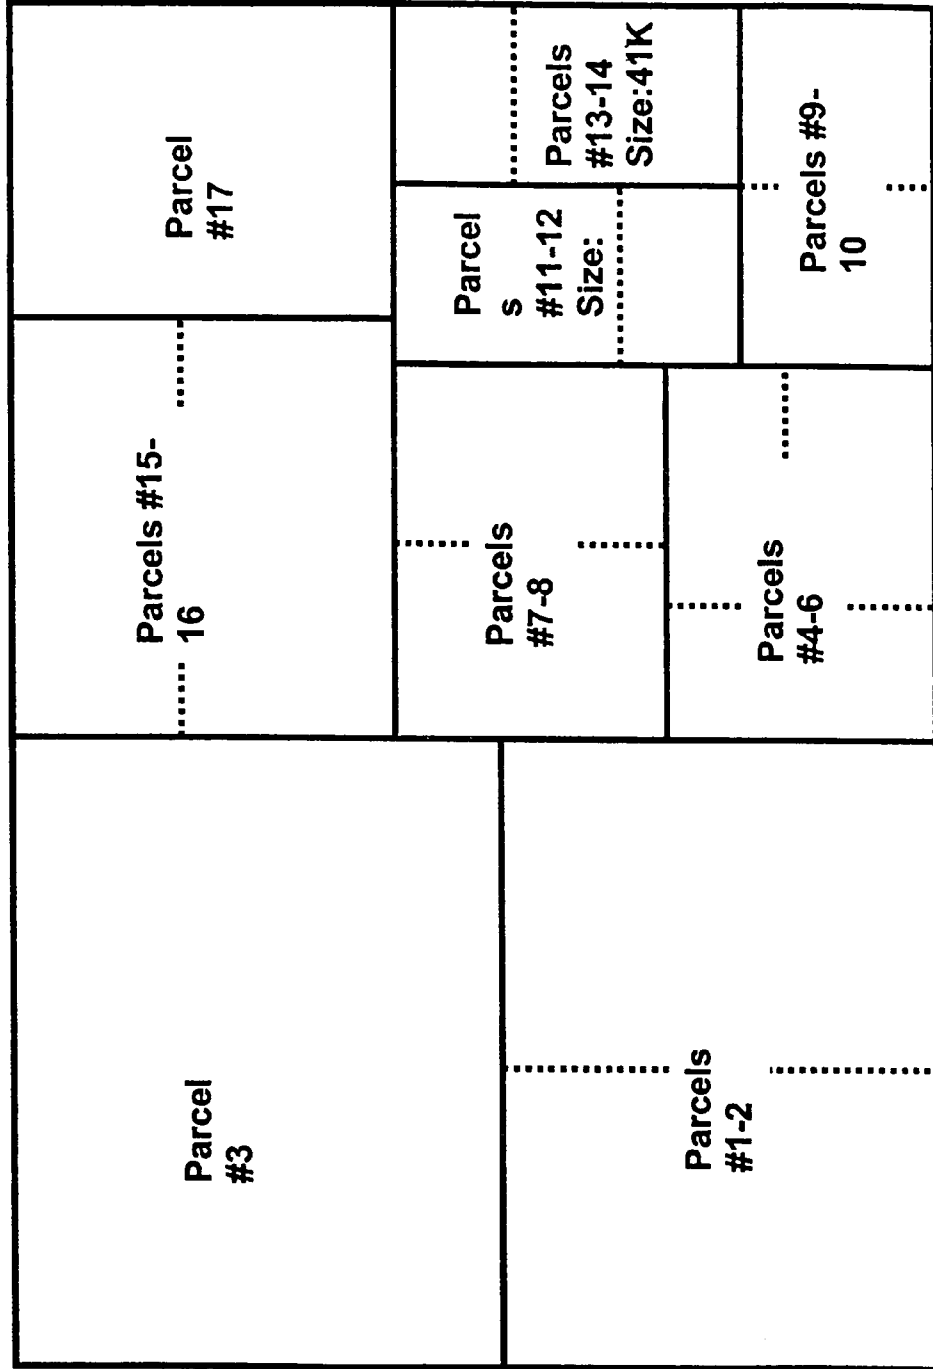 Parcel
#3
Parcels #15-
16
Parcel
#17
Parcels
#1-2
Parcels
#7-8
Parcel
s
#11-12
Size:
Parcels
#13-14
Size:41K
Parcels
#4-6
Parcels #9-
10